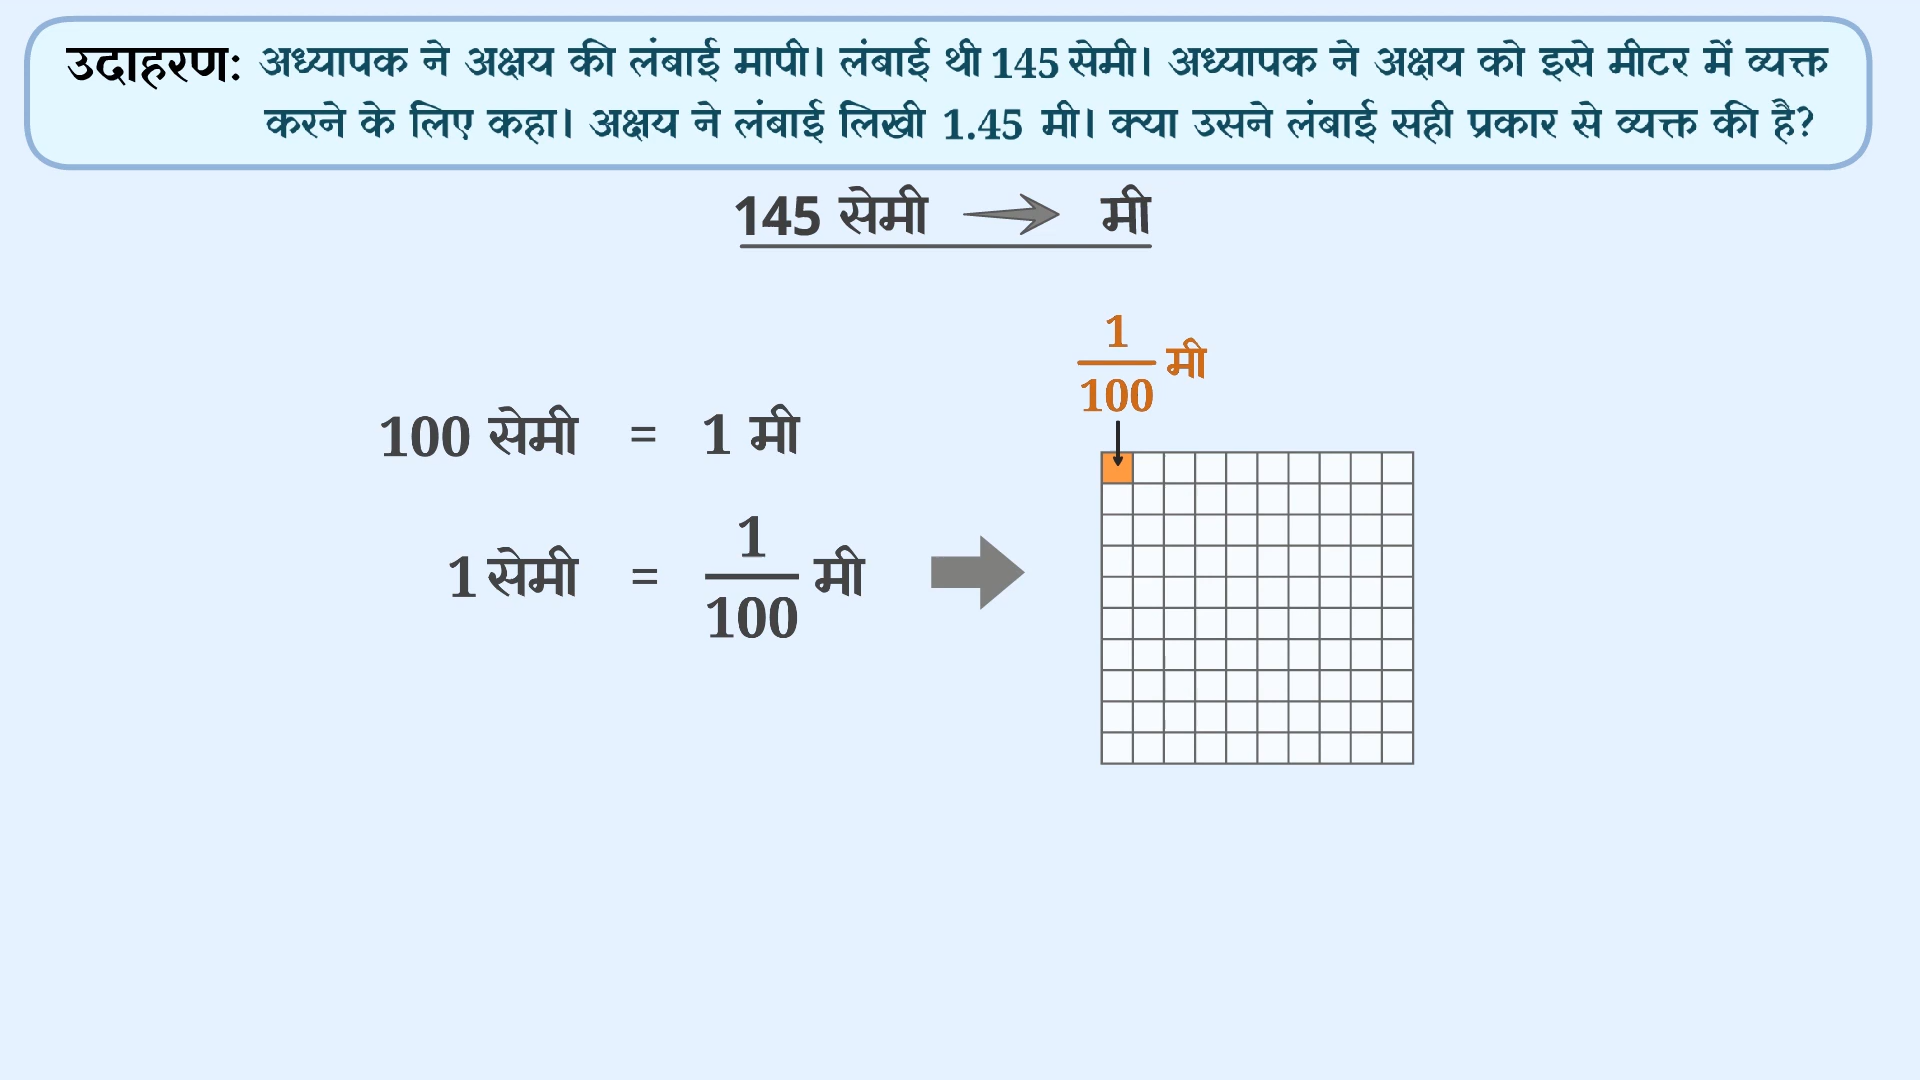 उदाहरण: अध्यापक ने अक्षय की लंबाई मापी। लंबाई थी 145 सेमी। अध्यापक ने अक्षय को इसे मीटर में व्यक्त
करने के लिए कहा। अक्षय ने लंबाई लिखी 1.45 मी। क्या उसने लंबाई सही प्रकार से व्यक्त की है?
145 सेमी → मी
1/100 मी
100 सेमी = 1 मी
1 सेमी = 1/100 मी